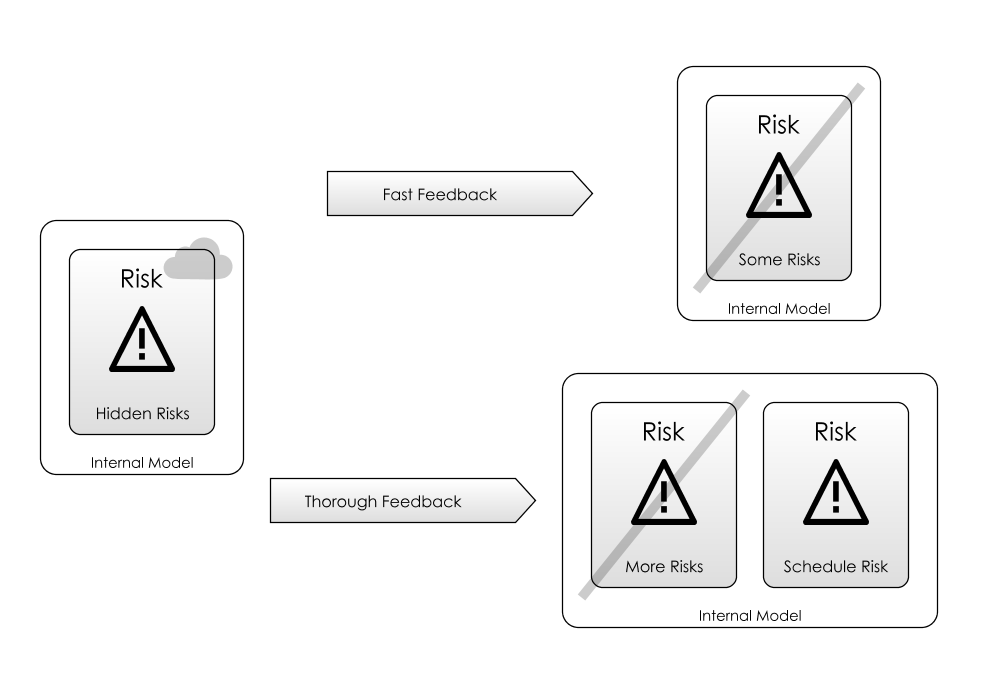 Risk
Hidden Risks
Internal Model
Fast Feedback
Risk
Some Risks
Internal Model
Thorough Feedback
Risk
More Risks
Risk
Schedule Risk
Internal Model